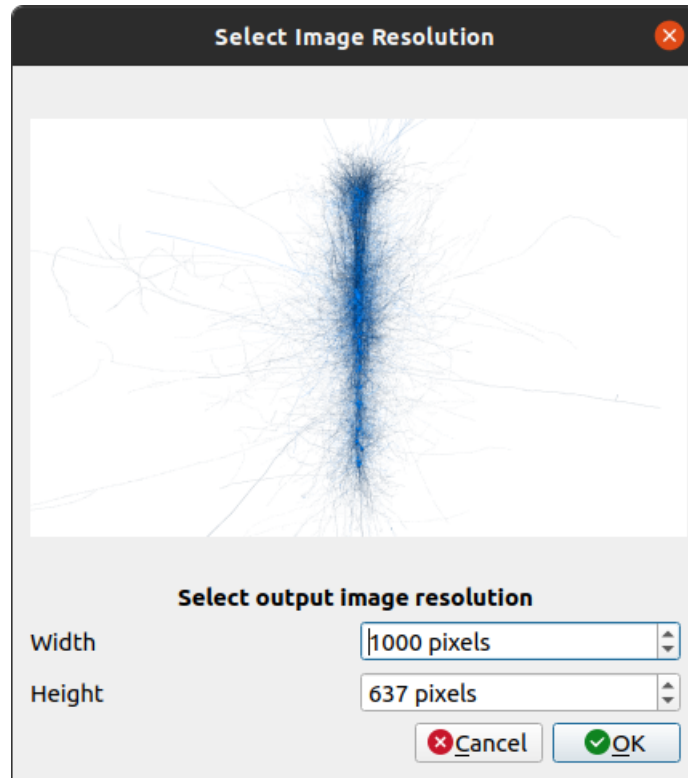 Select Image Resolution
Select output image resolution
Width 1000 pixels
Height 637 pixels
Cancel OK